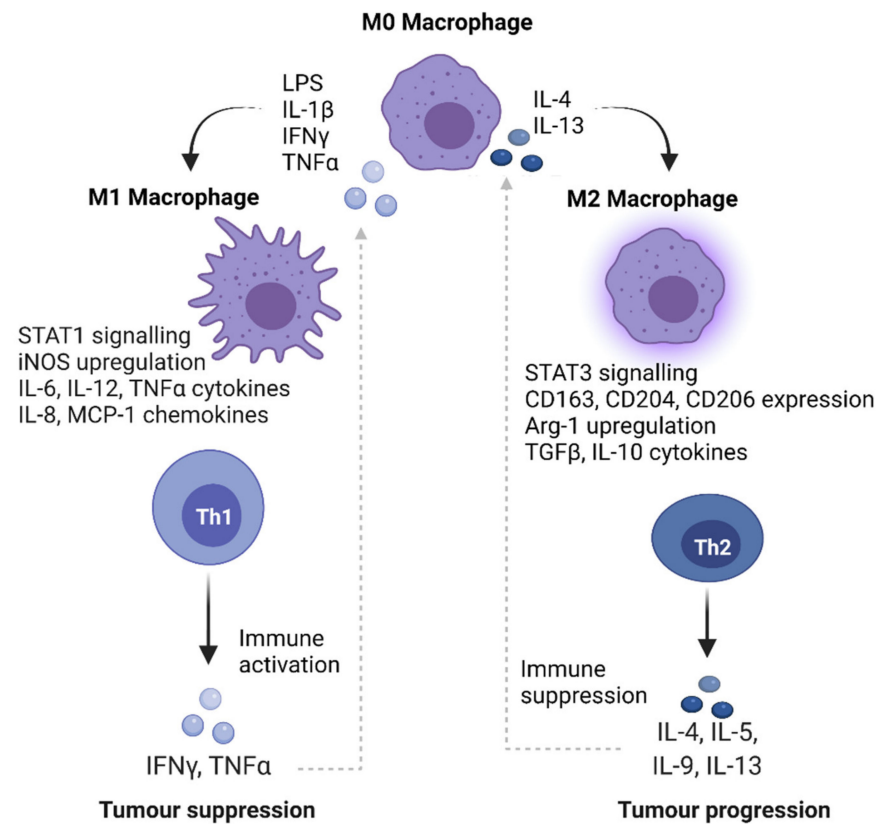 M0 Macrophage
LPS
IL-1β
IFNγ
TNFα
IL-4
IL-13
M1 Macrophage
M2 Macrophage
STAT1 signalling
iNOS upregulation
IL-6, IL-12, TNFα cytokines
IL-8, MCP-1 chemokines
STAT3 signalling
CD163, CD204, CD206 expression
Arg-1 upregulation
TGFβ, IL-10 cytokines
Th1
Th2
Immune
activation
Immune
suppression
IFNγ, TNFα
IL-4, IL-5,
IL-9, IL-13
Tumour suppression
Tumour progression